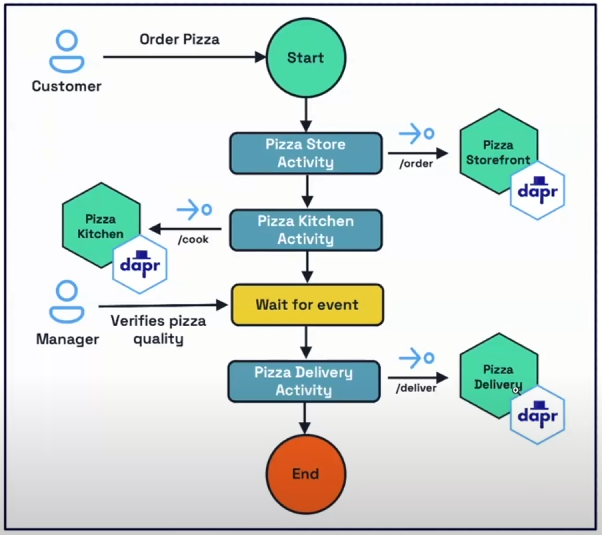 Order Pizza
Customer
Start
Pizza Store
Activity
/order
Pizza
Storefront
dapr
Pizza
Kitchen
dapr
/cook
Pizza Kitchen
Activity
Manager
Verifies pizza
quality
Wait for event
Pizza Delivery
Activity
/deliver
Pizza
Delivery
dapr
End